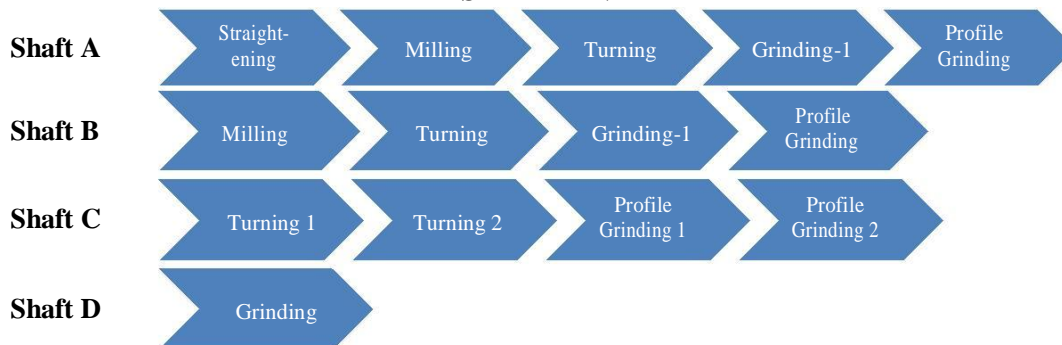 Shaft A
Straight-
ening
Milling
Turning
Grinding-1
Profile
Grinding
Shaft B
Milling
Turning
Grinding-1
Profile
Grinding
Shaft C
Turning 1
Turning 2
Profile
Grinding 1
Profile
Grinding 2
Shaft D
Grinding